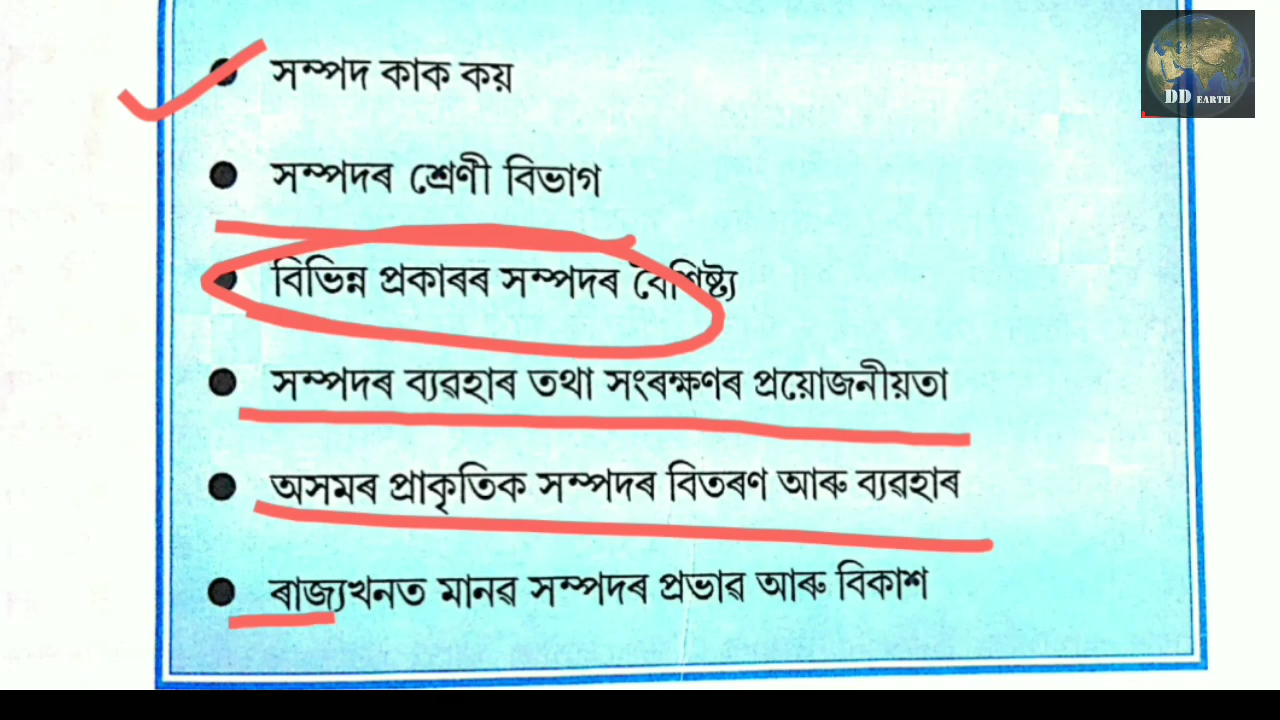 DD EARTH
সম্পদ কাক কয়
সম্পদৰ শ্ৰেণী বিভাগ
বিভিন্ন প্ৰকাৰৰ সম্পদৰ বৈশিষ্ট্য
সম্পদৰ ব্যৱহাৰ তথা সংৰক্ষণৰ প্ৰয়োজনীয়তা
অসমৰ প্ৰাকৃতিক সম্পদৰ বিতৰণ আৰু ব্যৱহাৰ
ৰাজ্যখনত মানৱ সম্পদৰ প্ৰভাৱ আৰু বিকাশ